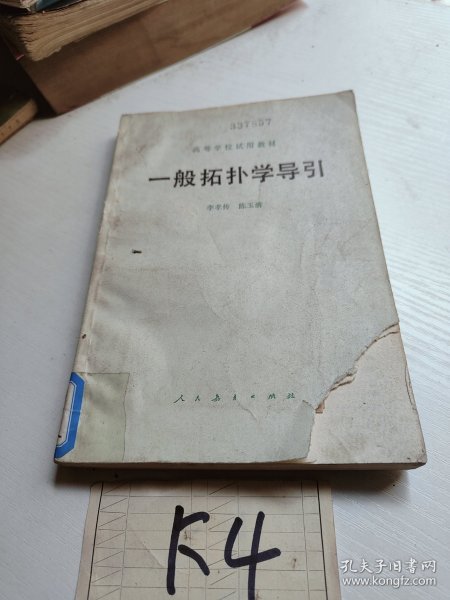 337857
高等学校试用教材
一般拓扑学导引
李孝传 陈玉清
人民教育出版社
K4
孔夫子旧书网
www.kongfz.com